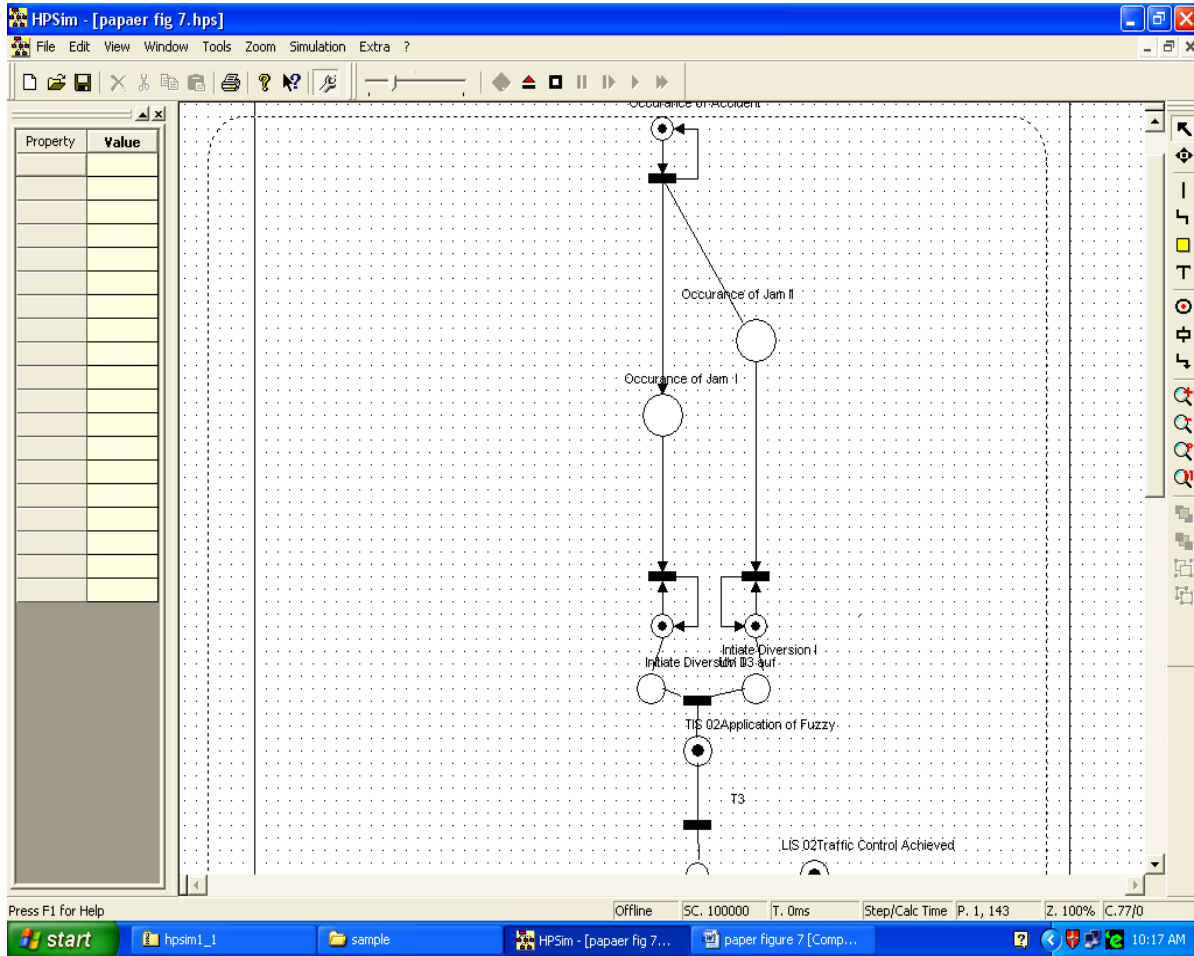 HPSim - [papaer fig 7.hps]
File Edit View Window Tools Zoom Simulation Extra ?
Property Value
Occurance of Accident
Occurance of Jam II
Occurance of Jam I
Intiate Diversion I
Intiate Diversion auf
TIS 02Application of Fuzzy
T3
LIS 02Traffic Control Achieved
Press F1 for Help Offline SC. 100000 T. 0ms Step/Calc Time P. 1, 143 Z. 100% C.77/0
start hpsim1_1 sample HPSim - [papaer fig 7... paper figure 7 [Comp... 10:17 AM